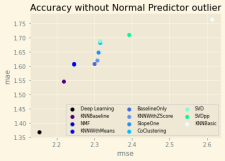 Accuracy without Normal Predictor outlier
1.75
1.70
1.65
1.60
1.55
1.50
1.45
1.40
1.35
mae
Deep Learning
KNNBaseline
NMF
KNNWithMeans
BaselineOnly
KNNWithZScore
SlopeOne
CoClustering
SVD
SVDpp
KNNBasic
2.2
2.3
2.4
2.5
2.6
rmse